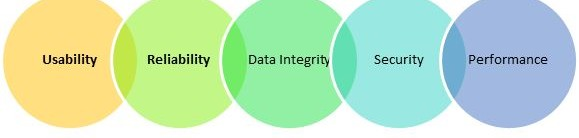 Usability
Reliability
Data Integrity
Security
Performance